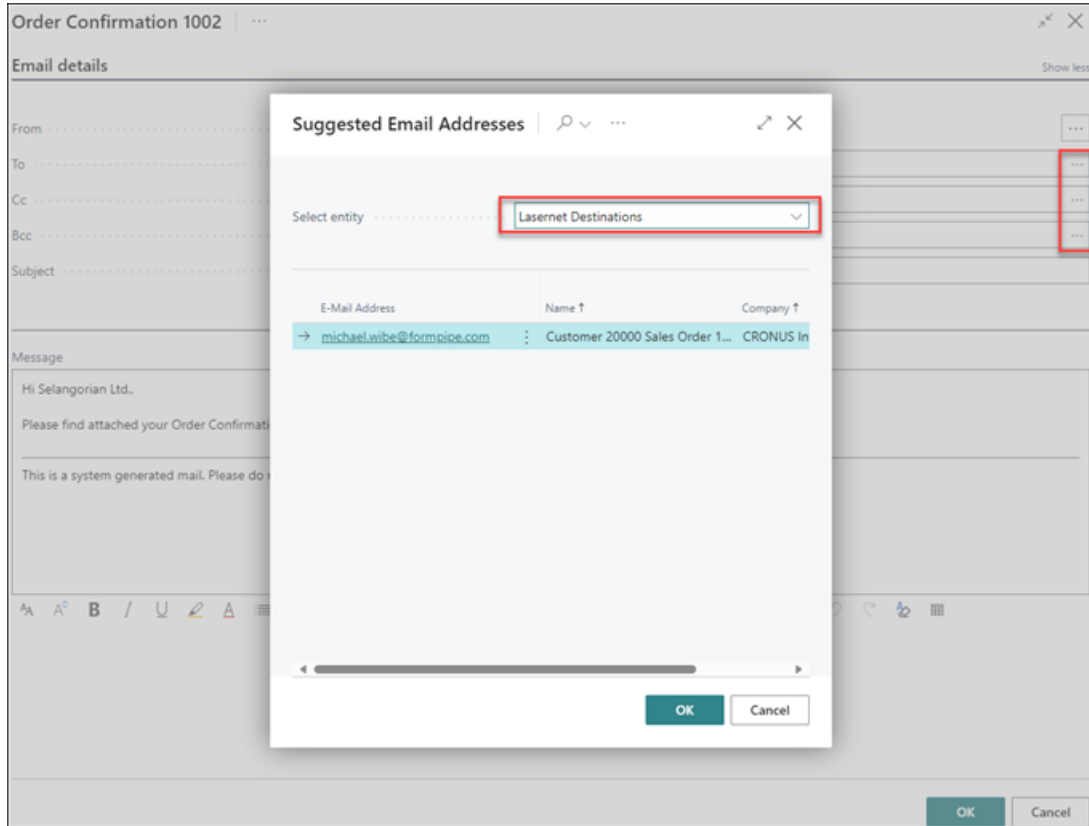 Order Confirmation 1002
Email details
Show less
Suggested Email Addresses
From
To
Cc
Select entity Lasernet Destinations
Bcc
Subject
E-Mail Address Name ↑ Company ↑
→ michael.wibe@formpipe.com Customer 20000 Sales Order 1... CRONUS In
Message
Hi Selangorian Ltd.,
Please find attached your Order Confirmati
This is a system generated mail. Please do
OK Cancel
OK Cancel